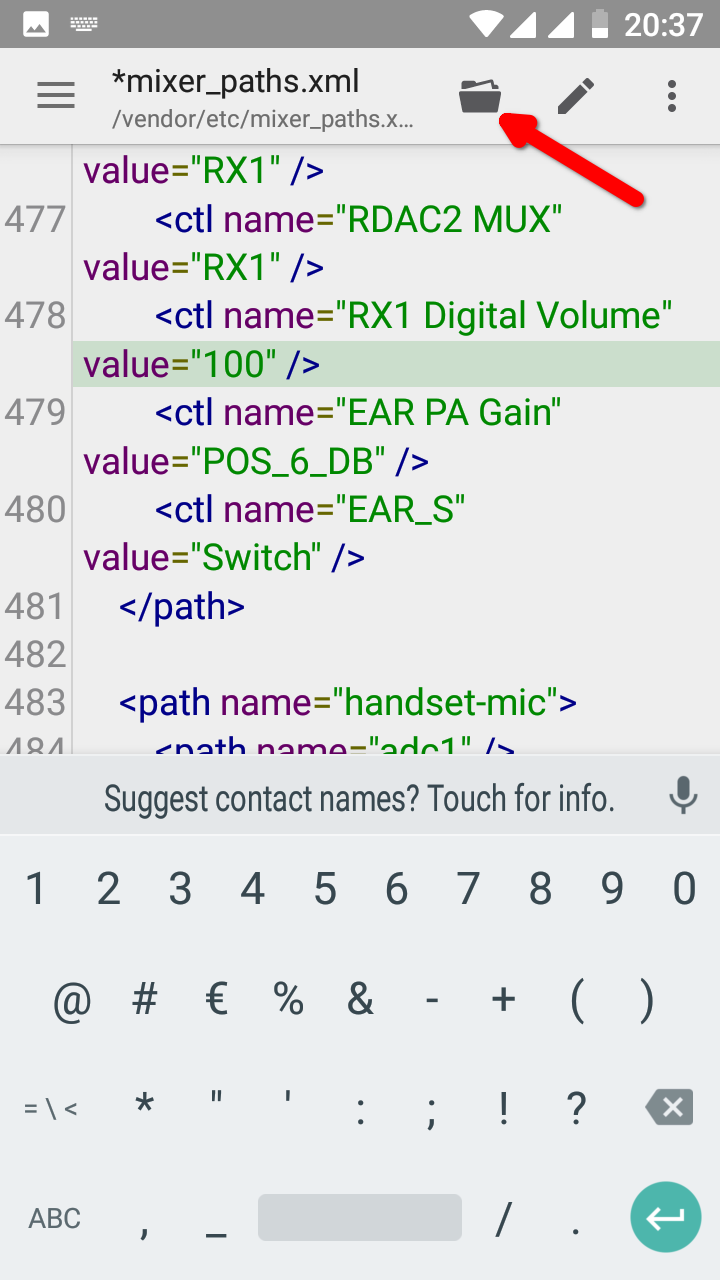 20:37
*mixer_paths.xml
/vendor/etc/mixer_paths.x...
value="RX1" />
477 <ctl name="RDAC2 MUX"
value="RX1" />
478 <ctl name="RX1 Digital Volume"
value="100" />
479 <ctl name="EAR PA Gain"
value="POS_6_DB" />
480 <ctl name="EAR_S"
value="Switch" />
481 </path>
482
483 <path name="handset-mic">
484 <path name="adc1" />
Suggest contact names? Touch for info.
1 2 3 4 5 6 7 8 9 0
@ # € % & - + ( )
= \ < * " ' : ; ! ?
ABC , _ / .